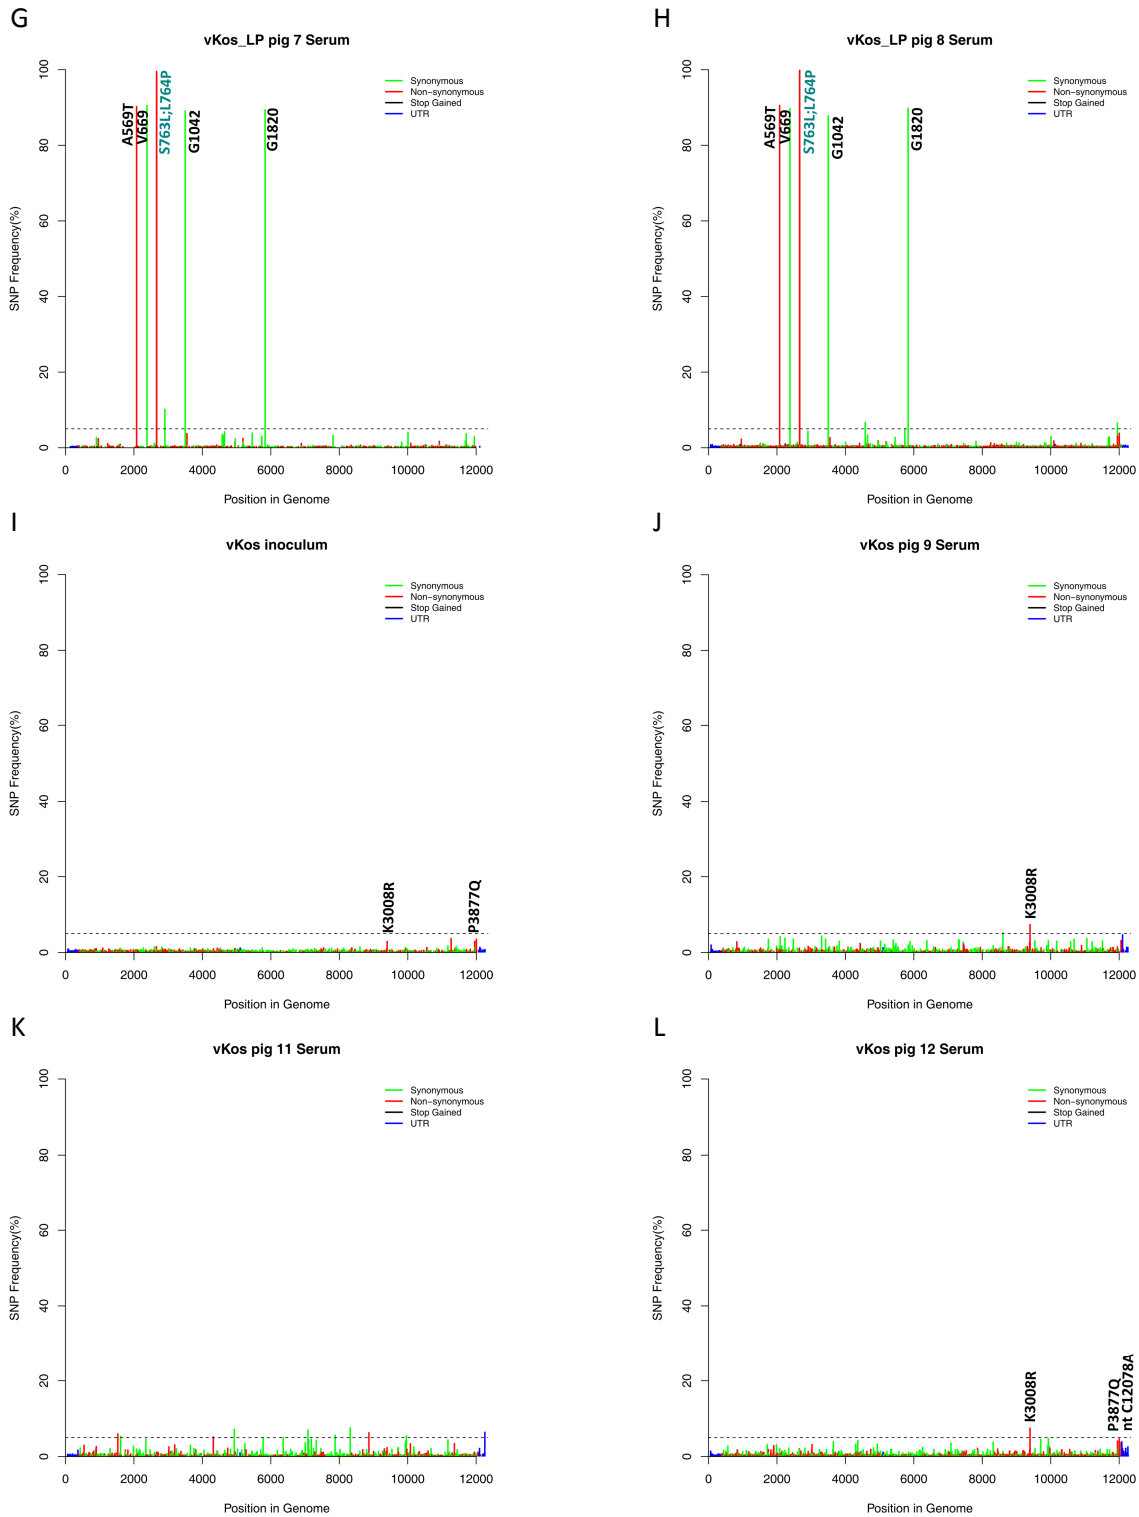 G
vKos_LP pig 7 Serum
SNP Frequency(%)
100
80
60
40
20
0
Synonymous
Non−synonymous
Stop Gained
UTR
A569T
V669
S763L;L764P
G1042
G1820
0 2000 4000 6000 8000 10000 12000
Position in Genome
H
vKos_LP pig 8 Serum
SNP Frequency(%)
100
80
60
40
20
0
Synonymous
Non−synonymous
Stop Gained
UTR
A569T
V669
S763L;L764P
G1042
G1820
0 2000 4000 6000 8000 10000 12000
Position in Genome
I
vKos inoculum
SNP Frequency(%)
100
80
60
40
20
0
Synonymous
Non−synonymous
Stop Gained
UTR
K3008R
P3877Q
0 2000 4000 6000 8000 10000 12000
Position in Genome
J
vKos pig 9 Serum
SNP Frequency(%)
100
80
60
40
20
0
Synonymous
Non−synonymous
Stop Gained
UTR
K3008R
0 2000 4000 6000 8000 10000 12000
Position in Genome
K
vKos pig 11 Serum
SNP Frequency(%)
100
80
60
40
20
0
Synonymous
Non−synonymous
Stop Gained
UTR
0 2000 4000 6000 8000 10000 12000
Position in Genome
L
vKos pig 12 Serum
SNP Frequency(%)
100
80
60
40
20
0
Synonymous
Non−synonymous
Stop Gained
UTR
K3008R
P3877Q
nt C12078A
0 2000 4000 6000 8000 10000 12000
Position in Genome